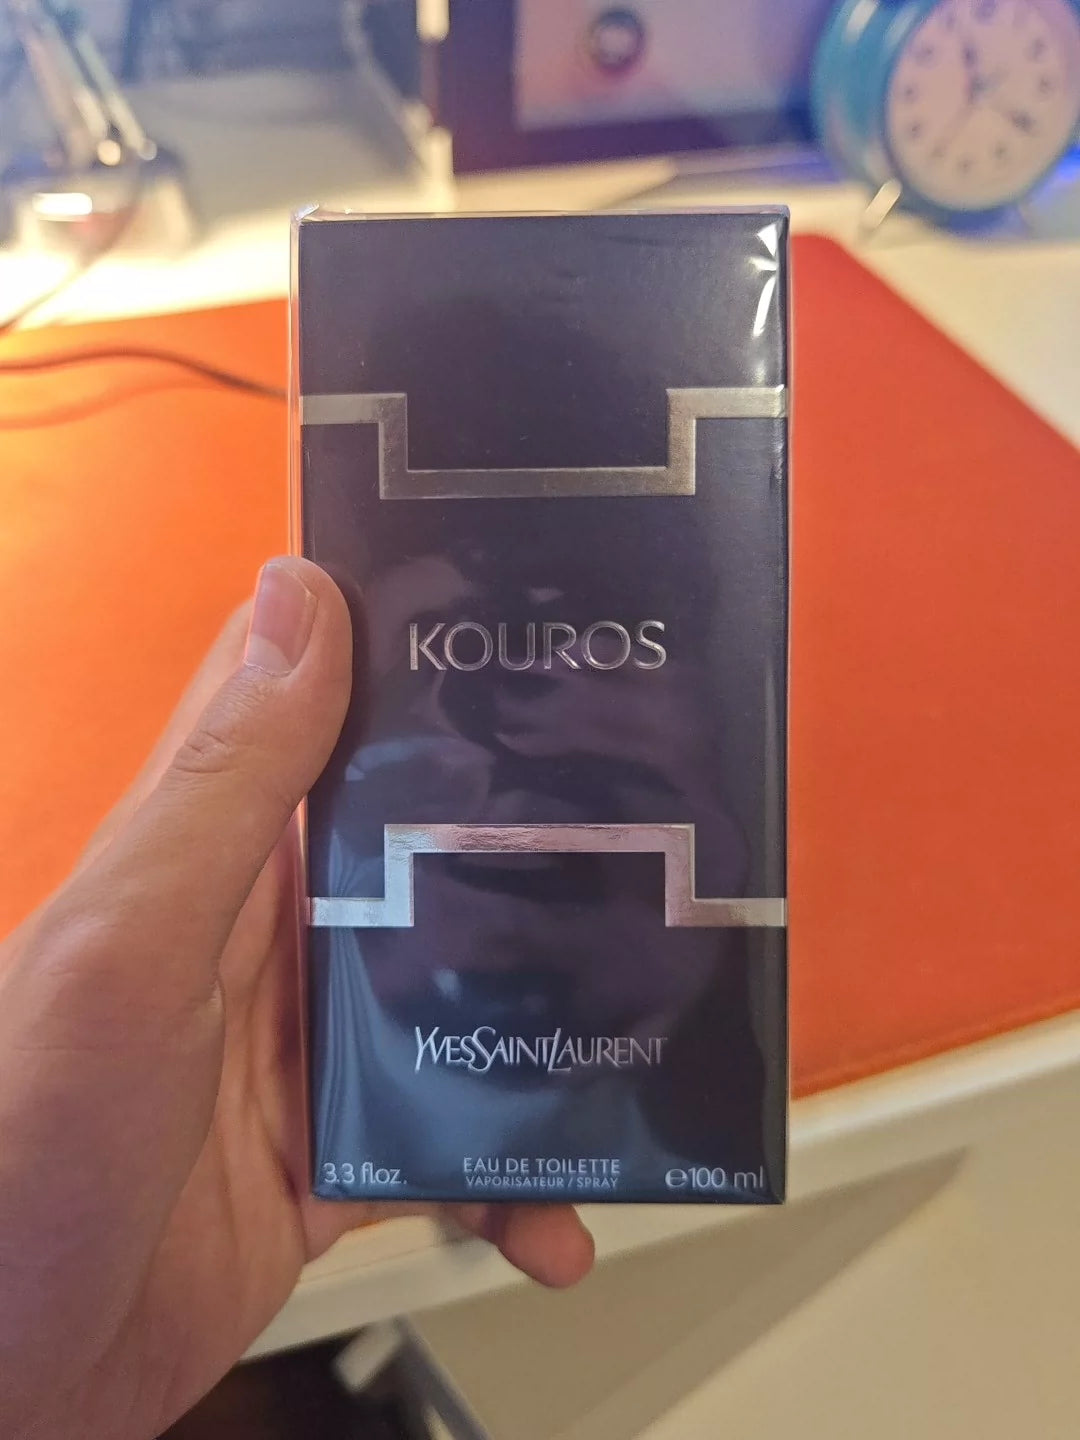 KOUROS
YVESSAINTLAURENT
3.3 fl.oz.
EAU DE TOILETTE
VAPORISATEUR / SPRAY
℮100 ml